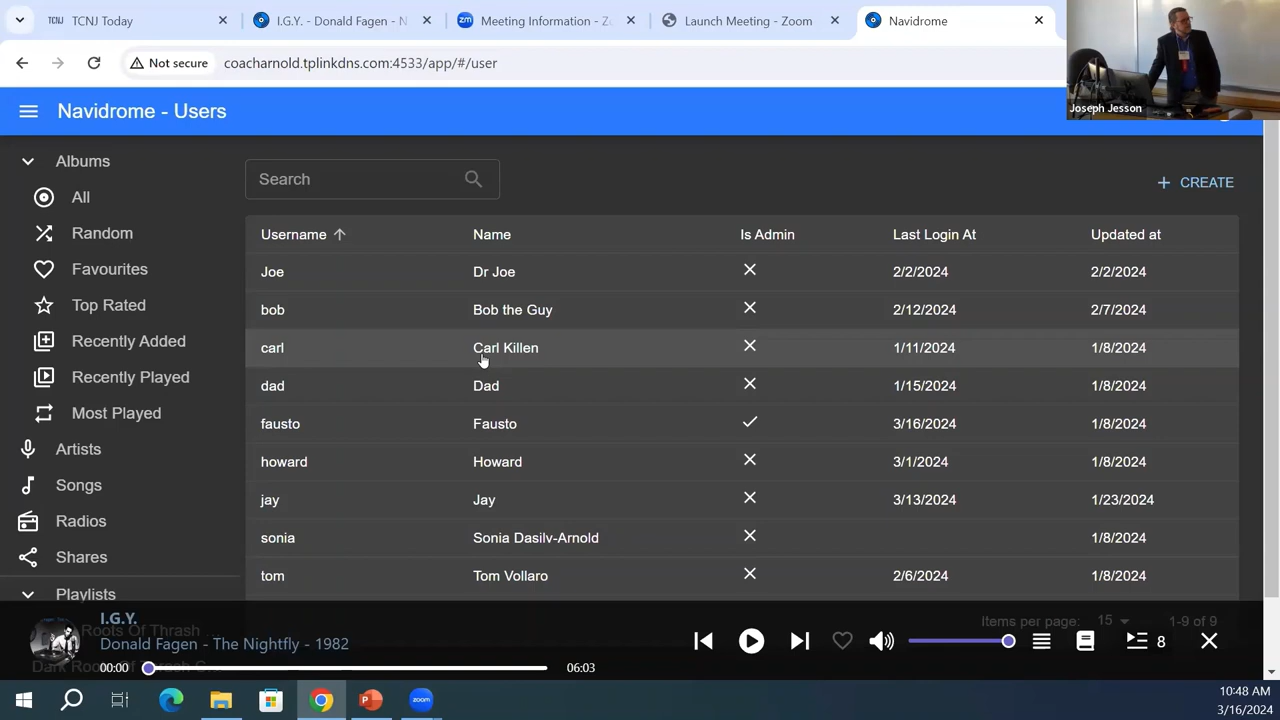 TCNJ Today
I.G.Y. - Donald Fagen - N
Meeting Information - Z
Launch Meeting - Zoom
Navidrome
Not secure
coacharnold.tplinkdns.com:4533/app/#/user
Joseph Jesson
Navidrome - Users
Albums
All
Random
Favourites
Top Rated
Recently Added
Recently Played
Most Played
Artists
Songs
Radios
Shares
Playlists
Search
+ CREATE
Username Name Is Admin Last Login At Updated at
Joe Dr Joe 2/2/2024 2/2/2024
bob Bob the Guy 2/12/2024 2/7/2024
carl Carl Killen 1/11/2024 1/8/2024
dad Dad 1/15/2024 1/8/2024
fausto Fausto 3/16/2024 1/8/2024
howard Howard 3/1/2024 1/8/2024
jay Jay 3/13/2024 1/23/2024
sonia Sonia Dasilv-Arnold 1/8/2024
tom Tom Vollaro 2/6/2024 1/8/2024
Items per page: 15 1-9 of 9
I.G.Y.
Roots Of Thrash
Donald Fagen - The Nightfly - 1982
00:00 06:03
8
zoom
10:48 AM
3/16/2024